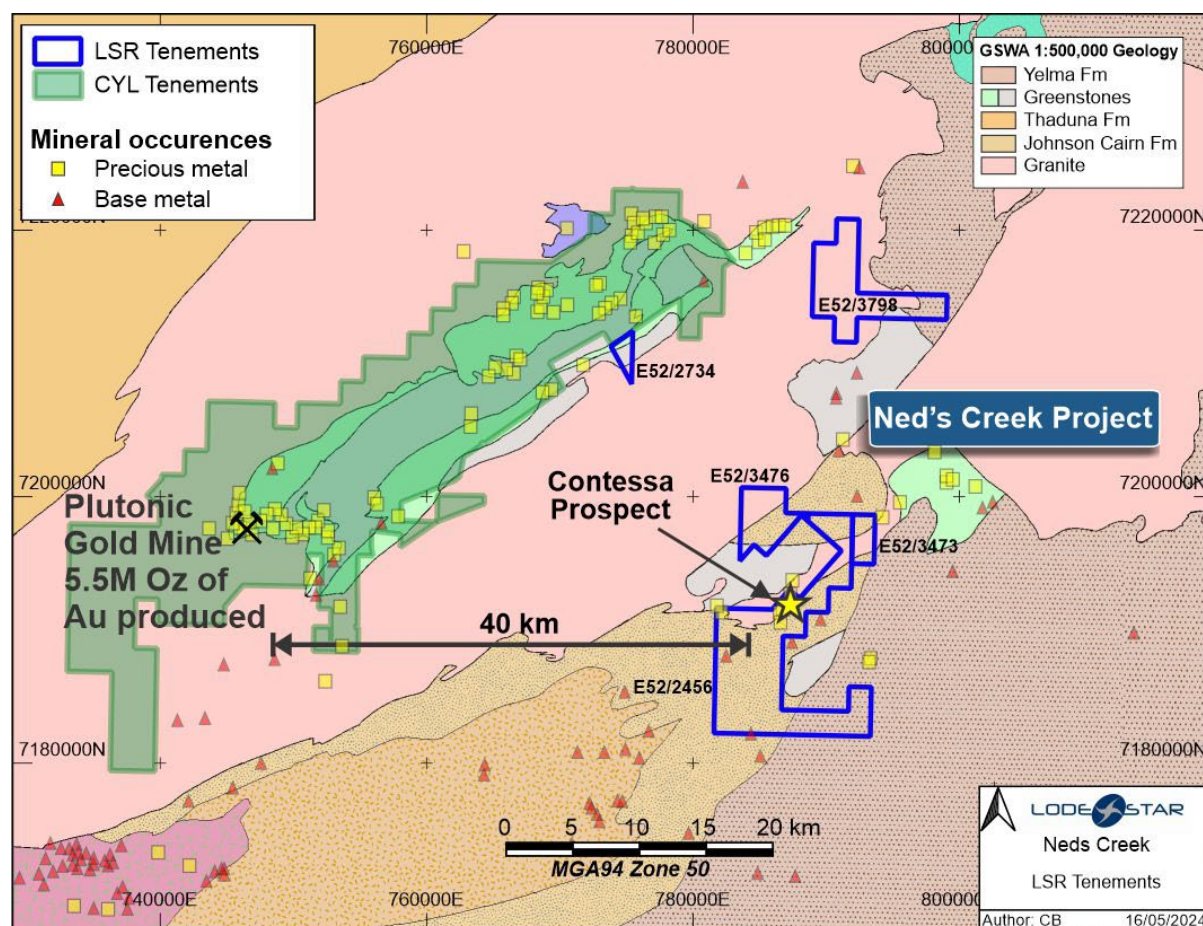 LSR Tenements
CYL Tenements
Mineral occurences
Precious metal
Base metal
760000E
780000E
GSWA 1:500,000 Geology
Yelma Fm
Greenstones
Thaduna Fm
Johnson Cairn Fm
Granite
7220000N
E52/3798
E52/2734
Ned's Creek Project
7200000N
7200000N
E52/3476
Contessa
Prospect
E52/3473
Plutonic
Gold Mine
5.5M Oz of
Au produced
40 km
E52/2456
7180000N
7180000N
0 5 10 15 20 km
MGA94 Zone 50
740000E
760000E
780000E
LODESTAR
Neds Creek
LSR Tenements
Author: CB 16/05/2024